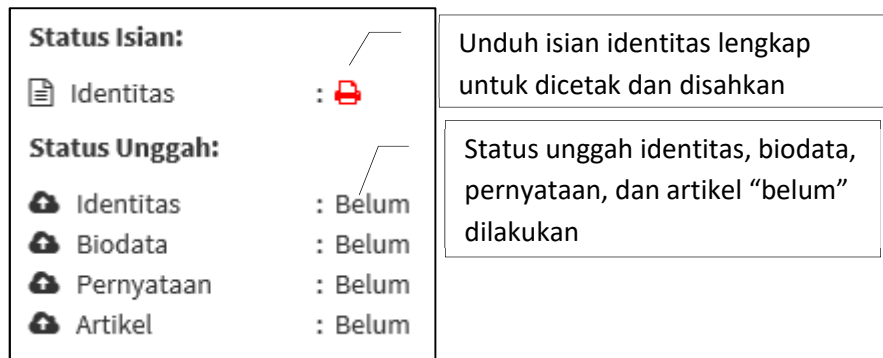 Status Isian:
Identitas :
Status Unggah:
Identitas : Belum
Biodata : Belum
Pernyataan : Belum
Artikel : Belum
Unduh isian identitas lengkap
untuk dicetak dan disahkan
Status unggah identitas, biodata,
pernyataan, dan artikel “belum”
dilakukan